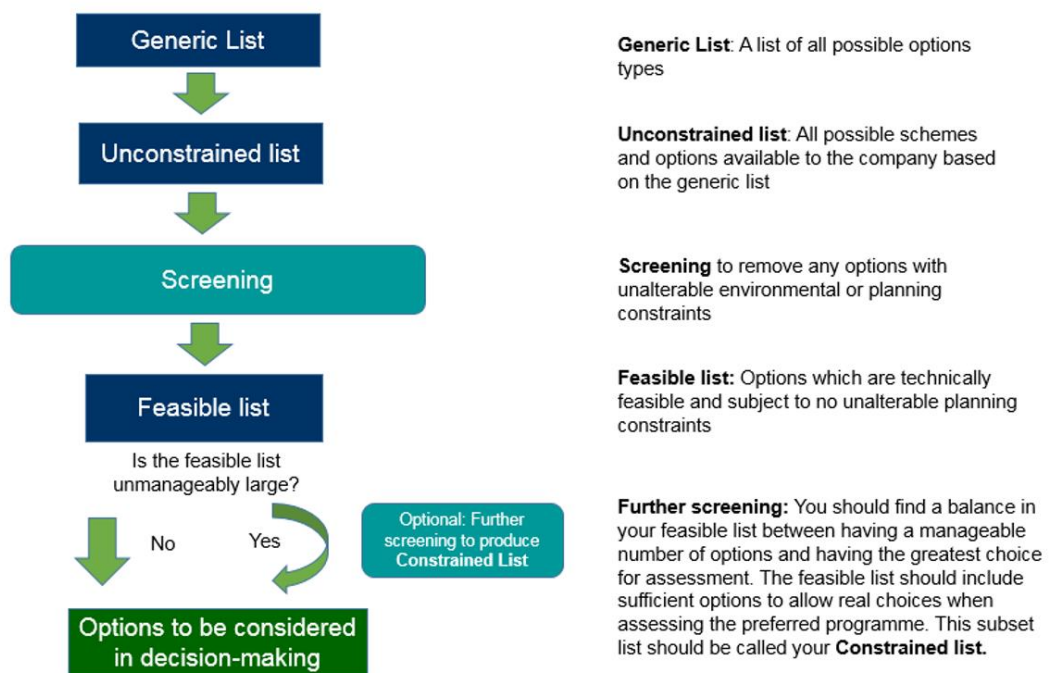 Generic List
Generic List: A list of all possible options
types
Unconstrained list
Unconstrained list: All possible schemes
and options available to the company based
on the generic list
Screening
Screening to remove any options with
unalterable environmental or planning
constraints
Feasible list
Feasible list: Options which are technically
feasible and subject to no unalterable planning
constraints
Is the feasible list
unmanageably large?
No
Yes
Optional: Further
screening to produce
Constrained List
Further screening: You should find a balance in
your feasible list between having a manageable
number of options and having the greatest choice
for assessment. The feasible list should include
sufficient options to allow real choices when
assessing the preferred programme. This subset
list should be called your Constrained list.
Options to be considered
in decision-making